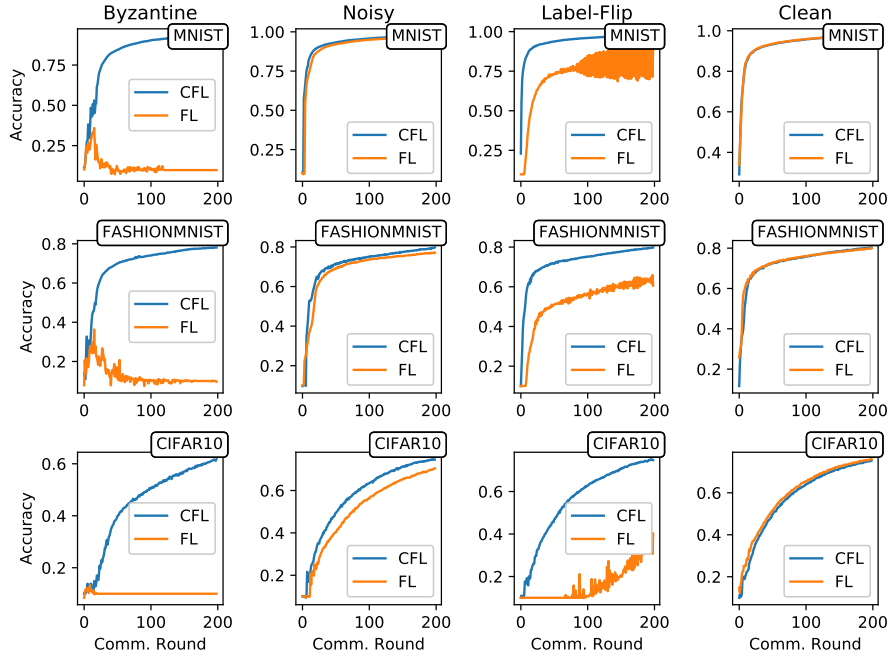 Byzantine Noisy Label-Flip Clean
MNIST MNIST MNIST MNIST
Accuracy
0.75
0.50
0.25
CFL
FL
0 100 200
1.00
0.75
0.50
0.25
CFL
FL
0 100 200
1.00
0.75
0.50
0.25
CFL
FL
0 100 200
1.0
0.8
0.6
0.4
CFL
FL
0 100 200
FASHIONMNIST FASHIONMNIST FASHIONMNIST FASHIONMNIST
Accuracy
0.8
0.6
0.4
0.2
CFL
FL
0 100 200
0.8
0.6
0.4
0.2
CFL
FL
0 100 200
0.8
0.6
0.4
0.2
CFL
FL
0 100 200
0.8
0.6
0.4
0.2
CFL
FL
0 100 200
CIFAR10 CIFAR10 CIFAR10 CIFAR10
Accuracy
0.6
0.4
0.2
CFL
FL
0 100 200
Comm. Round
0.6
0.4
0.2
CFL
FL
0 100 200
Comm. Round
0.6
0.4
0.2
CFL
FL
0 100 200
Comm. Round
0.6
0.4
0.2
CFL
FL
0 100 200
Comm. Round